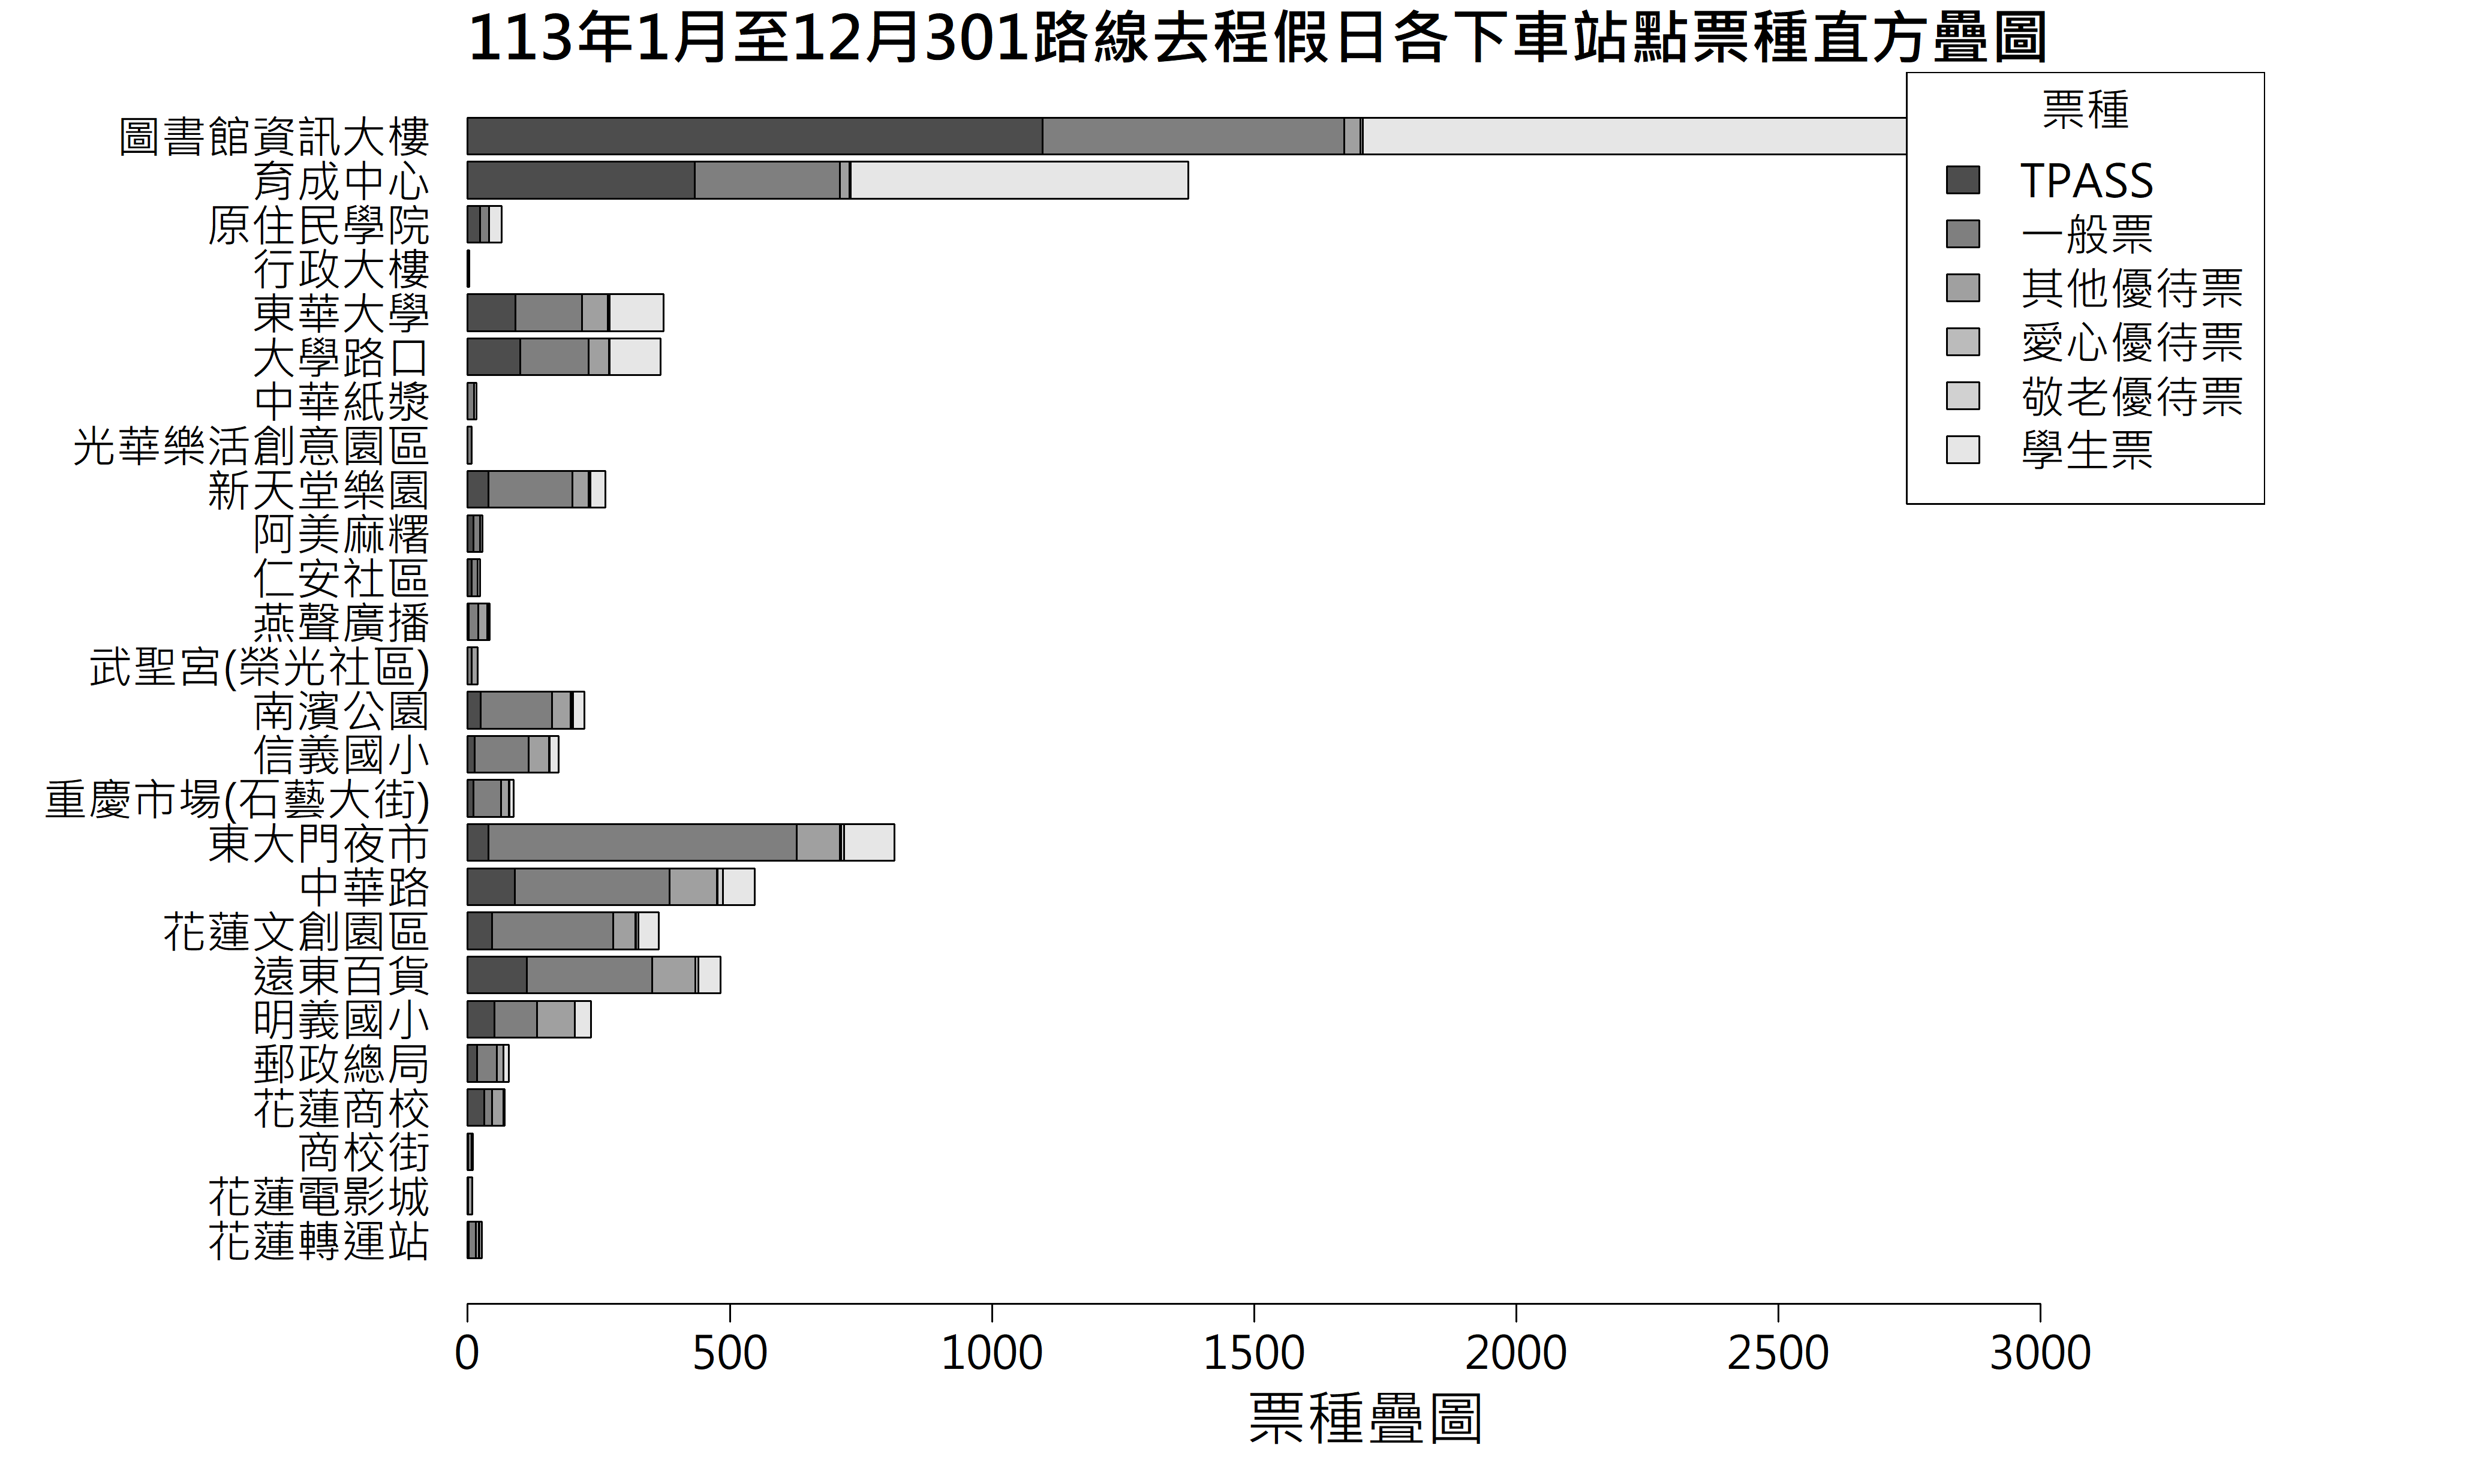 113年1月至12月301路線去程假日各下車站點票種直方疊圖
票種
TPASS
一般票
其他優待票
愛心優待票
敬老優待票
學生票
圖書館資訊大樓
育成中心
原住民學院
行政大樓
東華大學
大學路口
中華紙漿
光華樂活創意園區
新天堂樂園
阿美麻糬
仁安社區
燕聲廣播
武聖宮(榮光社區)
南濱公園
信義國小
重慶市場(石藝大街)
東大門夜市
中華路
花蓮文創園區
遠東百貨
明義國小
郵政總局
花蓮商校
商校街
花蓮電影城
花蓮轉運站
0 500 1000 1500 2000 2500 3000
票種疊圖